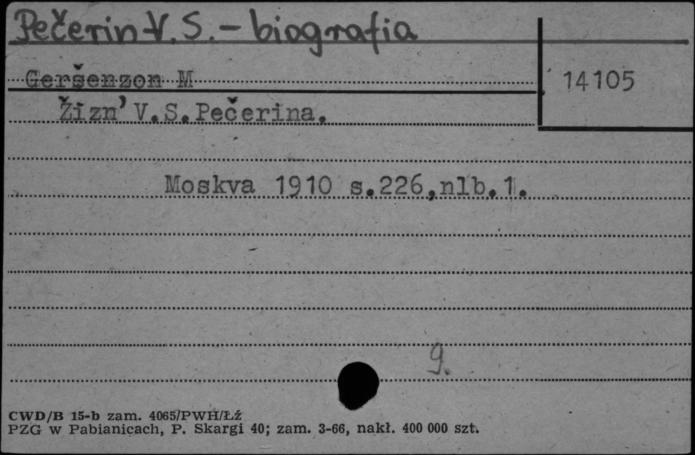 Pečerin V. S. – biografia
Geršenzon M
14105
Žizn' V.S.Pečerina.
Moskva 1910 s.226,nlb.1.
9.
CWD/B 15-b zam. 4065/PWH/Łź
PZG w Pabianicach, P. Skargi 40; zam. 3-66, nakł. 400 000 szt.